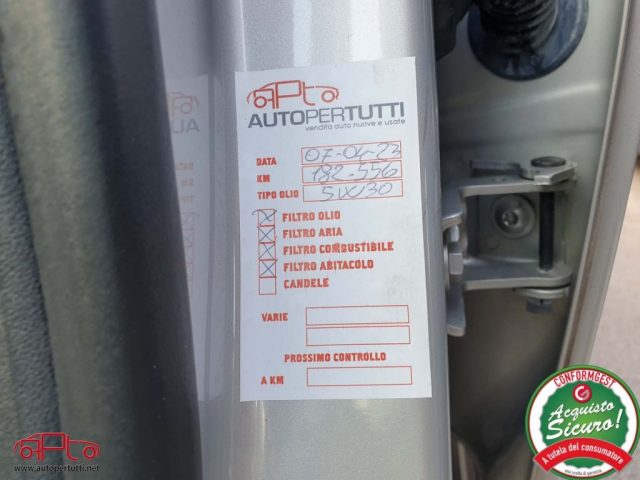 APt
AUTOPERTUTTI
vendita auto nuove e usate
DATA 07-04-23
KM 182-556
TIPO OLIO 5W30
FILTRO OLIO
FILTRO ARIA
FILTRO COMBUSTIBILE
FILTRO ABITACOLO
CANDELE
VARIE
PROSSIMO CONTROLLO
A KM
www.autopertutti.net
CONFORMGEST
Acquisto
Sicuro!
A tutela del consumatore